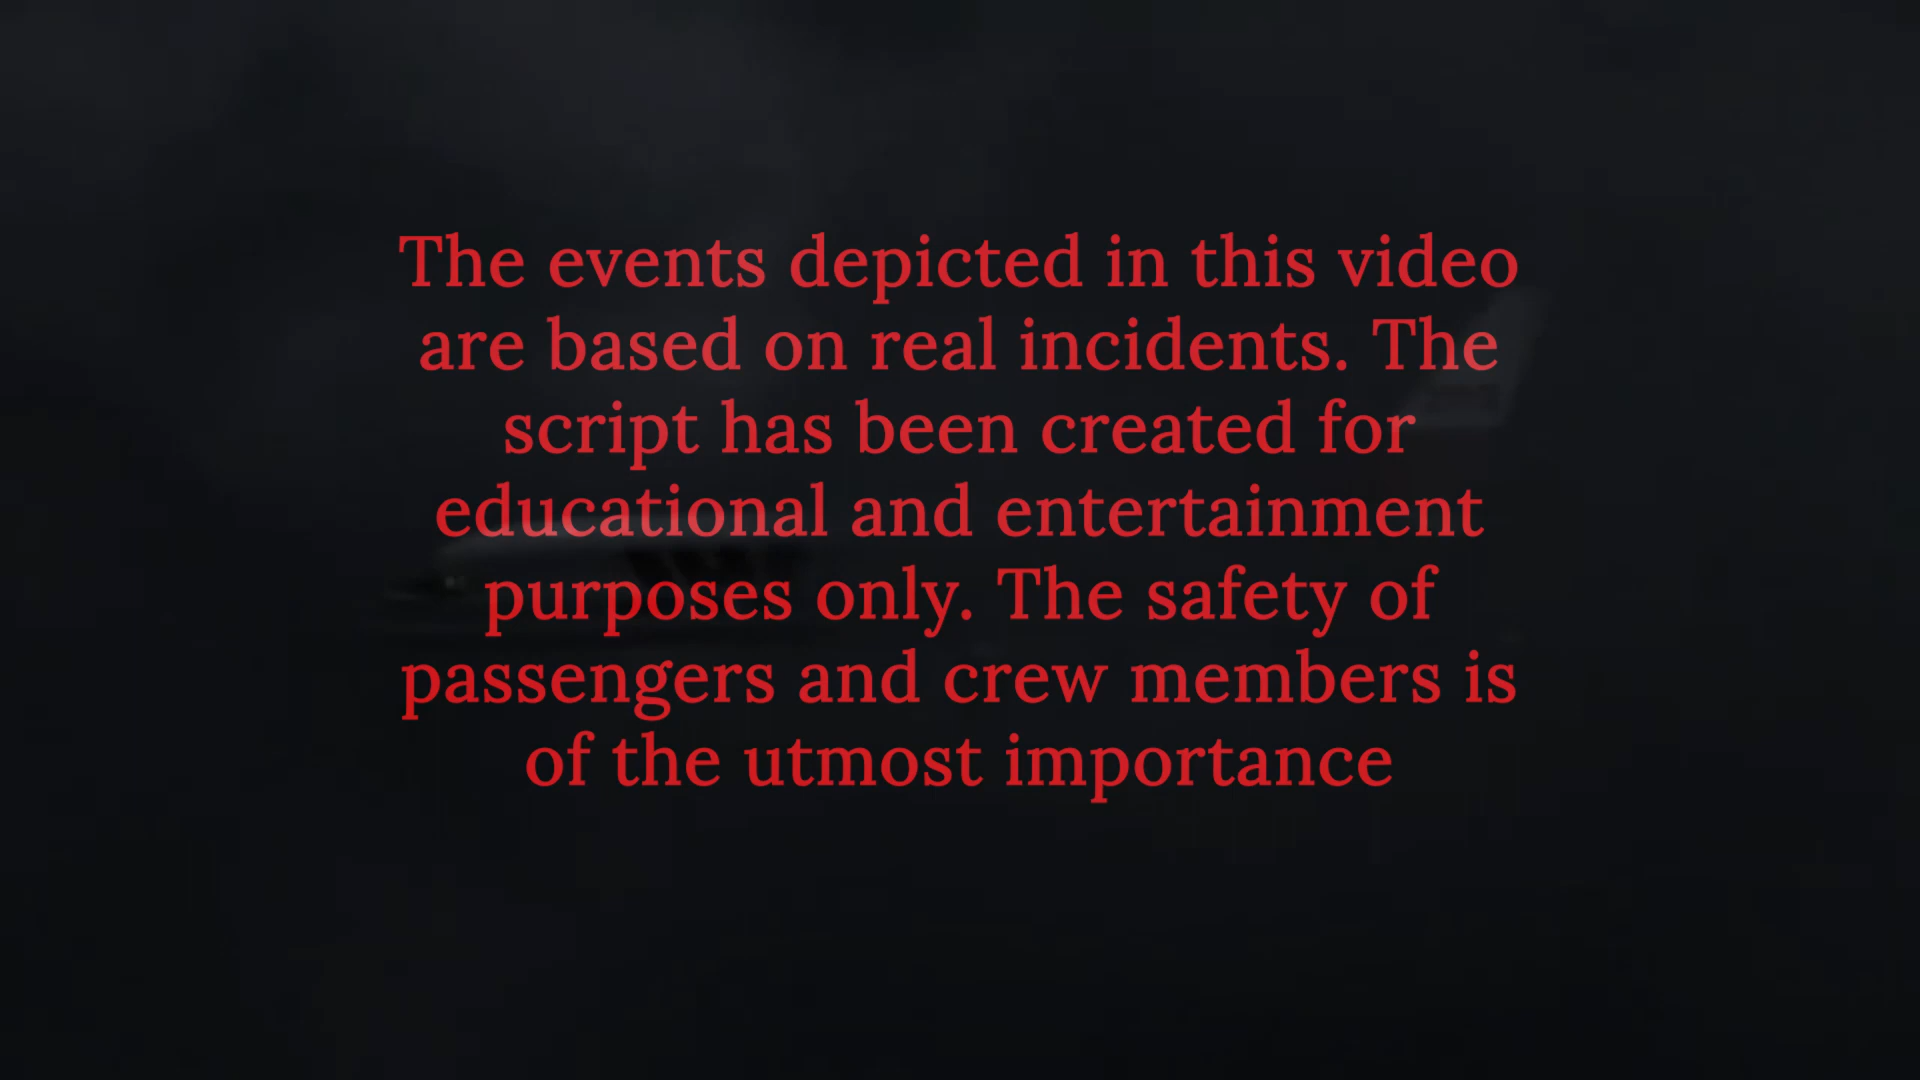 The events depicted in this video
are based on real incidents. The
script has been created for
educational and entertainment
purposes only. The safety of
passengers and crew members is
of the utmost importance